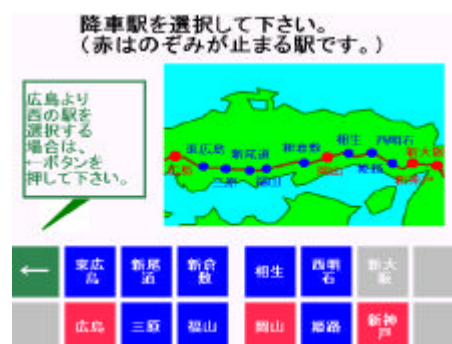 降車駅を選択して下さい。
(赤はのぞみが止まる駅です。)
広島より
西の駅を
選択する
場合は、
←ボタンを
押して下さい。
東広島 新尾道 新倉敷 相生 西明石 新大阪
広島 三原 福山 岡山 姫路 新神戸
← 東広島 新尾道 新倉敷 相生 西明石 新大阪
広島 三原 福山 岡山 姫路 新神戸